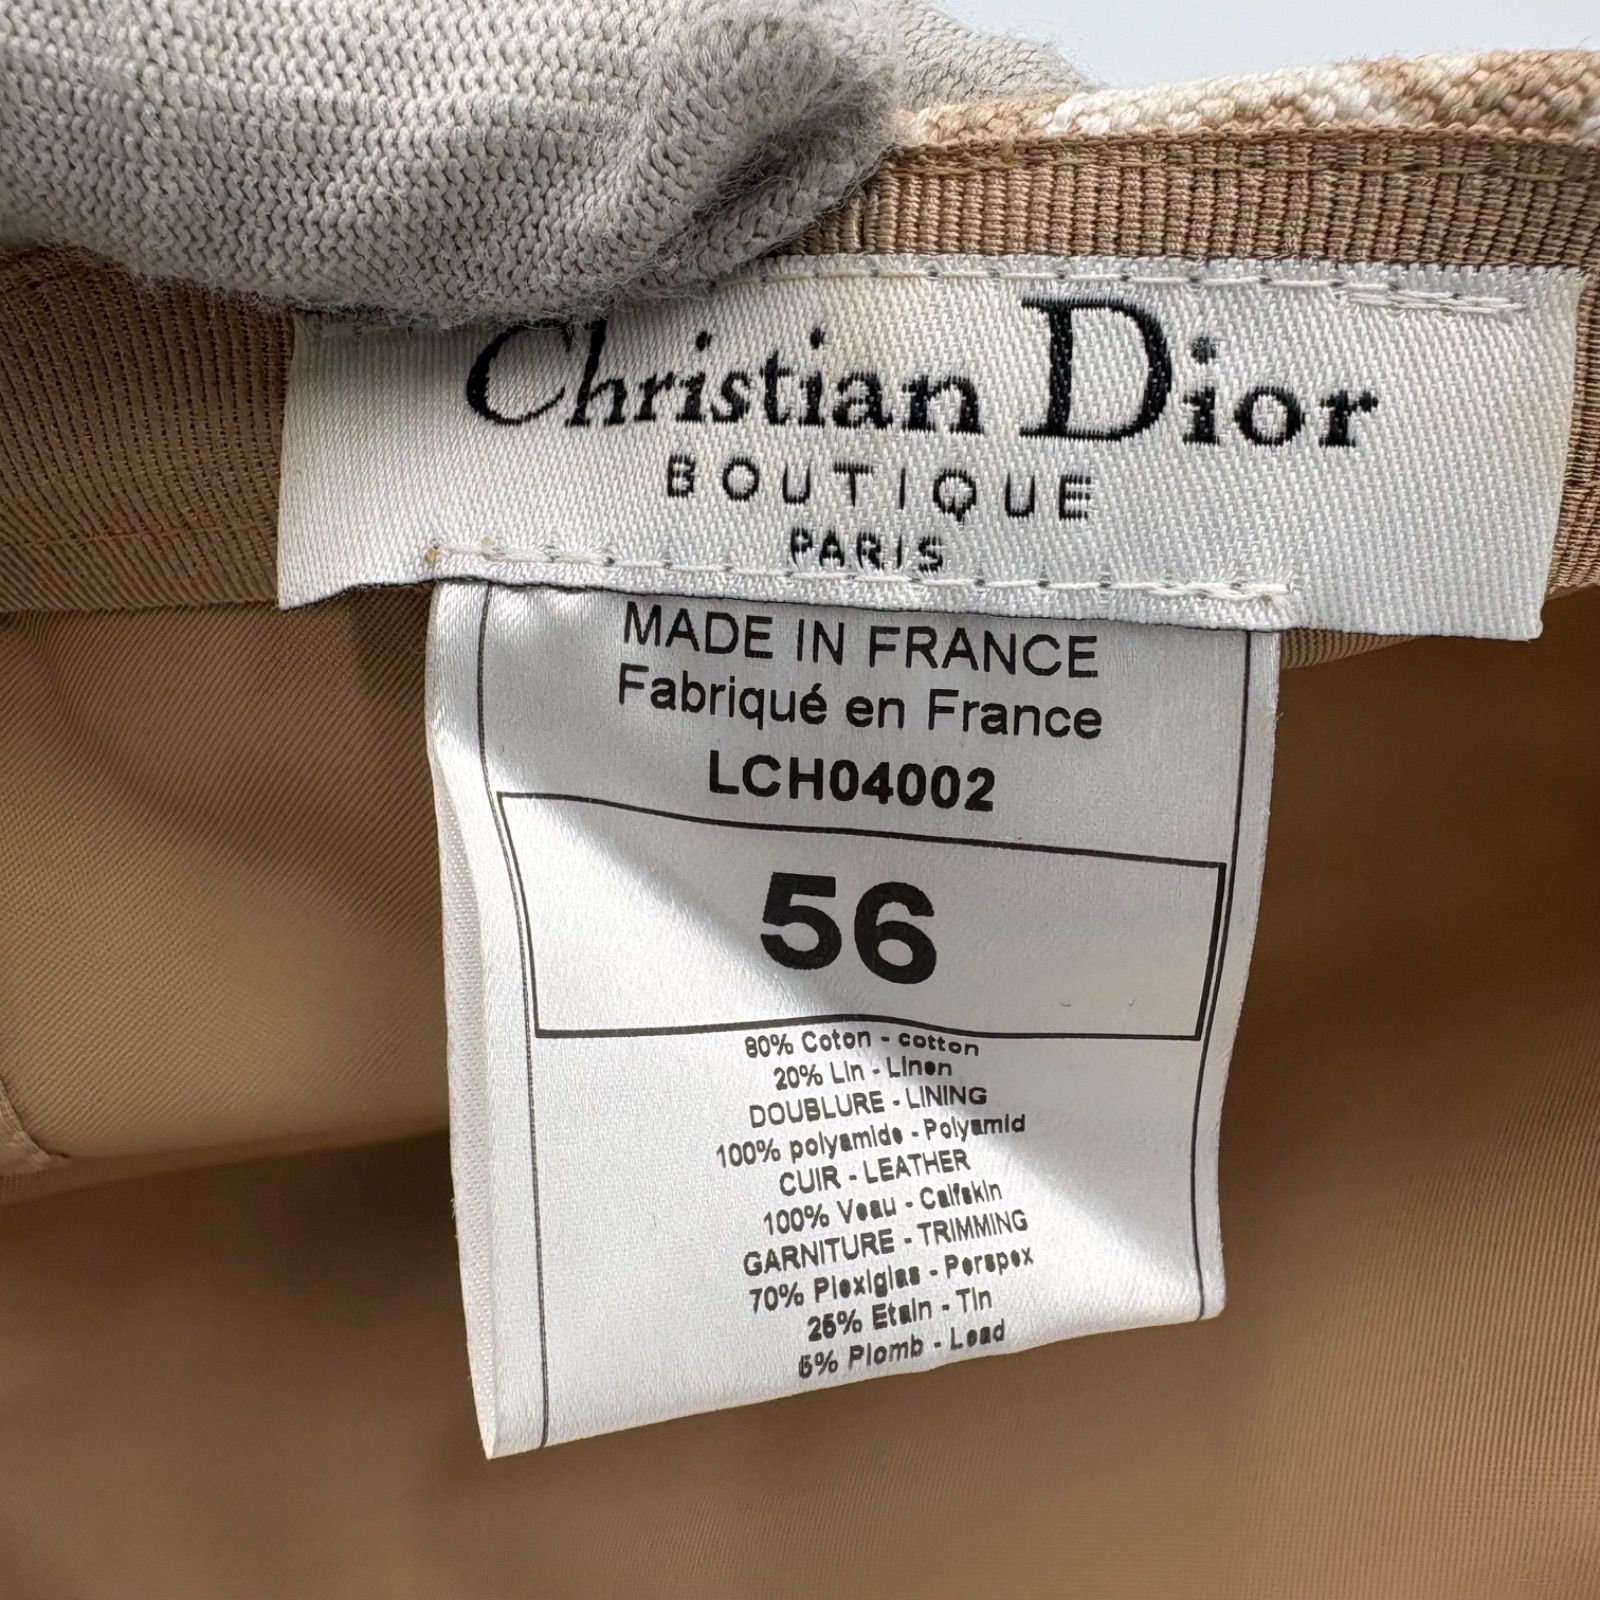 Christian Dior
BOUTIQUE
PARIS
MADE IN FRANCE
Fabriqué en France
LCH04002
56
80% Coton - cotton
20% Lin - Linen
DOUBLURE - LINING
100% polyamide - Polyamid
CUIR - LEATHER
100% Veau - Calfskin
GARNITURE - TRIMMING
70% Plexiglas - Perspex
25% Etain - Tin
5% Plomb - Lead